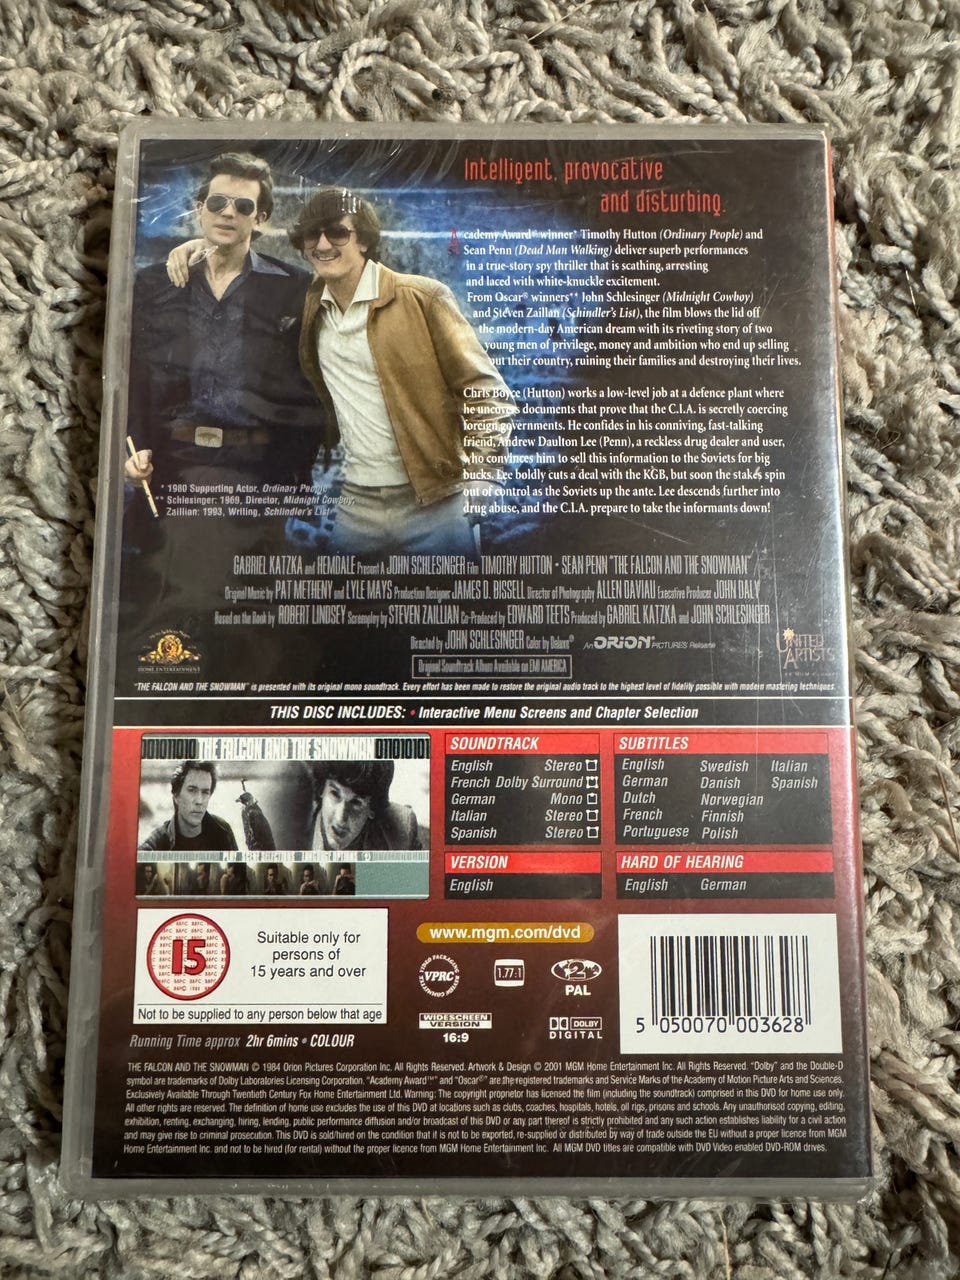 Intelligent, provocative
and disturbing.
Academy Award® winner* Timothy Hutton (Ordinary People) and
Sean Penn (Dead Man Walking) deliver superb performances
in a true-story spy thriller that is scathing, arresting
and laced with white-knuckle excitement.
From Oscar® winners** John Schlesinger (Midnight Cowboy)
and Steven Zaillan (Schindler's List), the film blows the lid off
the modern-day American dream with its riveting story of two
young men of privilege, money and ambition who end up selling
out their country, ruining their families and destroying their lives.
Chris Boyce (Hutton) works a low-level job at a defence plant where
he uncovers documents that prove that the C.I.A. is secretly coercing
foreign governments. He confides in his conniving, fast-talking
friend, Andrew Daulton Lee (Penn), a reckless drug dealer and user,
who convinces him to sell this information to the Soviets for big
bucks. Lee boldly cuts a deal with the KGB, but soon the stakes spin
out of control as the Soviets up the ante. Lee descends further into
drug abuse, and the C.I.A. prepare to take the informants down!
* 1980 Supporting Actor, Ordinary People
** Schlesinger: 1969, Director, Midnight Cowboy,
Zaillan: 1993, Writing, Schlindler's List
GABRIEL KATZKA and HEMDALE Present A JOHN SCHLESINGER Film TIMOTHY HUTTON • SEAN PENN "THE FALCON AND THE SNOWMAN"
Original Music by PAT METHENY and LYLE MAYS Production Designer JAMES D. BISSELL Director of Photography ALLEN DAVIAU Executive Producer JOHN DALY
Based on the Book by ROBERT LINDSEY Screenplay by STEVEN ZAILLIAN Co-Produced by EDWARD TEETS Produced by GABRIEL KATZKA and JOHN SCHLESINGER
Directed by JOHN SCHLESINGER Color by Deluxe® An ORION PICTURES Release
Original Soundtrack Album Available on EMI AMERICA
HOME ENTERTAINMENT
UNITED
ARTISTS
"THE FALCON AND THE SNOWMAN" is presented with its original mono soundtrack. Every effort has been made to restore the original audio track to the highest level of fidelity possible with modern mastering techniques.
THIS DISC INCLUDES: • Interactive Menu Screens and Chapter Selection
01011010 THE FALCON AND THE SNOWMAN 01101101
SOUNDTRACK
English Stereo
French Dolby Surround
German Mono
Italian Stereo
Spanish Stereo
VERSION
English
SUBTITLES
English Swedish Italian
German Danish Spanish
Dutch Norwegian
French Finnish
Portuguese Polish
HARD OF HEARING
English German
15
Suitable only for
persons of
15 years and over
Not to be supplied to any person below that age
www.mgm.com/dvd
VIDEO PACKAGING REVIEW COMMITTEE
VPRC
1.77:1
2
PAL
WIDESCREEN
VERSION
16:9
DOLBY
DIGITAL
5 050070 003628
Running Time approx 2hr 6mins • COLOUR
THE FALCON AND THE SNOWMAN © 1984 Orion Pictures Corporation Inc. All Rights Reserved. Artwork & Design © 2001 MGM Home Entertainment Inc. All Rights Reserved. "Dolby" and the Double-D
symbol are trademarks of Dolby Laboratories Licensing Corporation. "Academy Award™" and "Oscar®" are the registered trademarks and Service Marks of the Academy of Motion Picture Arts and Sciences.
Exclusively Available Through Twentieth Century Fox Home Entertainment Ltd. Warning: The copyright proprietor has licensed the film (including the soundtrack) comprised in this DVD for home use only.
All other rights are reserved. The definition of home use excludes the use of this DVD at locations such as clubs, coaches, hospitals, hotels, oil rigs, prisons and schools. Any unauthorised copying, editing,
exhibition, renting, exchanging, hiring, lending, public performance diffusion and/or broadcast of this DVD or any part thereof is strictly prohibited and any such action establishes liability for a civil action
and may give rise to criminal prosecution. This DVD is sold/hired on the condition that it is not to be exported, re-supplied or distributed by way of trade outside the EU without a proper licence from MGM
Home Entertainment Inc. and not to be hired (for rental) without the proper licence from MGM Home Entertainment Inc. All MGM DVD titles are compatible with DVD Video enabled DVD-ROM drives.